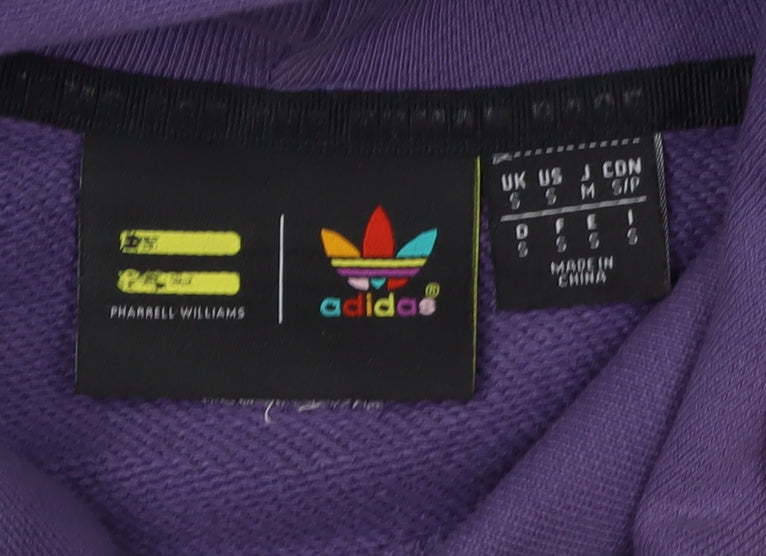 PHARRELL WILLIAMS
adidas®
UK US J CDN
S S M S/P
D F E I
S S S S
MADE IN
CHINA